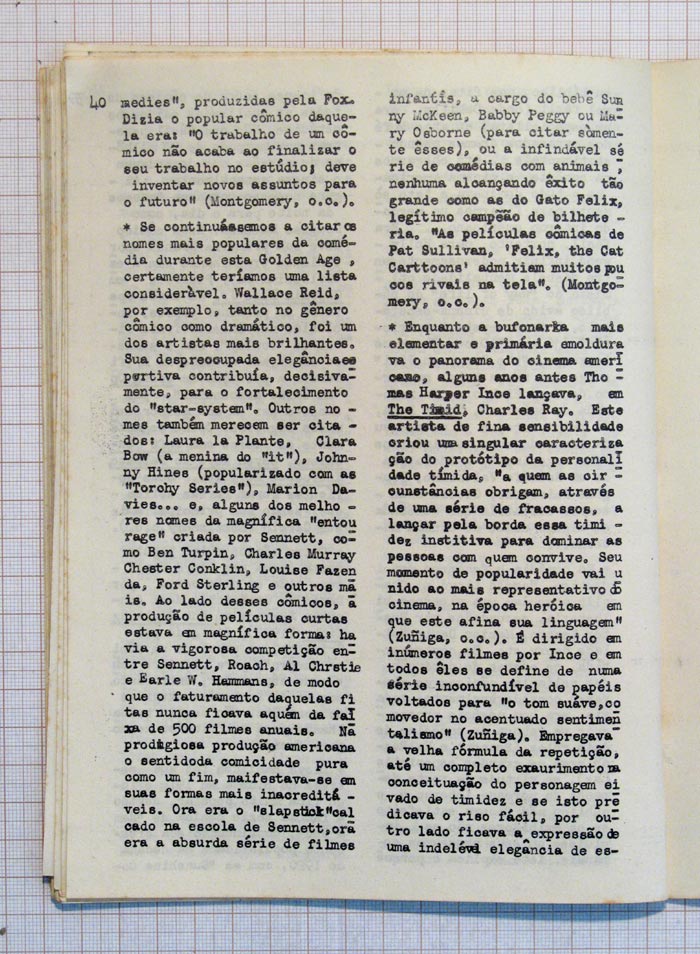 40
medies", produzidas pela Fox.
Dizia o popular cômico daque-
la era: "O trabalho de um cô-
mico não acaba ao finalizar o
seu trabalho no estúdio; deve
inventar novos assuntos para
o futuro" (Montgomery, o.c.).
* Se continuássemos a citar os
nomes mais populares da comé-
dia durante esta Golden Age ,
certamente teríamos uma lista
considerável. Wallace Reid,
por exemplo, tanto no gênero
cômico como dramático, foi um
dos artistas mais brilhantes.
Sua despreocupada elegância es
portiva contribuía, decisiva-
mente, para o fortalecimento
do "star-system". Outros no -
mes também merecem ser cita -
dos: Laura la Plante, Clara
Bow (a menina do "it"), John-
ny Hines (popularizado com as
"Torchy Series"), Marion Da-
vies... e, alguns dos melho -
res nomes da magnífica "entou
rage" criada por Sennett, co-
mo Ben Turpin, Charles Murray
Chester Conklin, Louise Fazen
da, Ford Sterling e outros ma
is. Ao lado desses cômicos, a
produção de películas curtas
estava em magnífica forma: ha
via a vigorosa competição en-
tre Sennett, Roach, Al Chrstie
e Earle W. Hammans, de modo
que o faturamento daquelas fi
tas nunca ficava aquém da fai
xa de 500 filmes anuais. Na
prodigiosa produção americana
o sentidoda comicidade pura
como um fim, maifestava-se em
suas formas mais inacreditá -
veis. Ora era o "slapstick"cal
cado na escola de Sennett,ora
era a absurda série de filmes
infantís, a cargo do bebê Sun
ny McKeen, Babby Peggy ou Ma-
ry Osborne (para citar sòmen-
te êsses), ou a infindável sé
rie de comédias com animais ,
nenhuma alcançando êxito tão
grande como as do Gato Felix,
legítimo campeão de bilhete -
ria. "As películas cômicas de
Pat Sullivan, 'Felix, the Cat
Carttoons' admitiam muitos pou
cos rivais na tela". (Montgo-
mery, o.c.).
* Enquanto a bufonaria mais
elementar e primária emoldura
va o panorama do cinema ameri
cano, alguns anos antes Tho -
mas Harper Ince lançava, em
The Timid, Charles Ray. Este
artista de fina sensibilidade
criou uma singular caracteriza
ção do protótipo da personali
dade tímida, "a quem as cir -
cunstâncias obrigam, através
de uma série de fracassos, a
lançar pela borda essa timi -
dez institiva para dominar as
pessoas com quem convive. Seu
momento de popularidade vai u
nido ao mais representativo do
cinema, na época heróica em
que este afina sua linguagem"
(Zuñiga, o.c.). É dirigido em
inúmeros filmes por Ince e em
todos êles se define de numa
série inconfundível de papéis
voltados para "o tom suáve,co
movedor no acentuado sentimen
talismo" (Zuñiga). Empregava
a velha fórmula da repetição,
até um completo exaurimento na
conceituação do personagem ei
vado de timidez e se isto pre
dicava o riso fácil, por ou-
tro lado ficava a expressão de
uma indelével elegância de es-